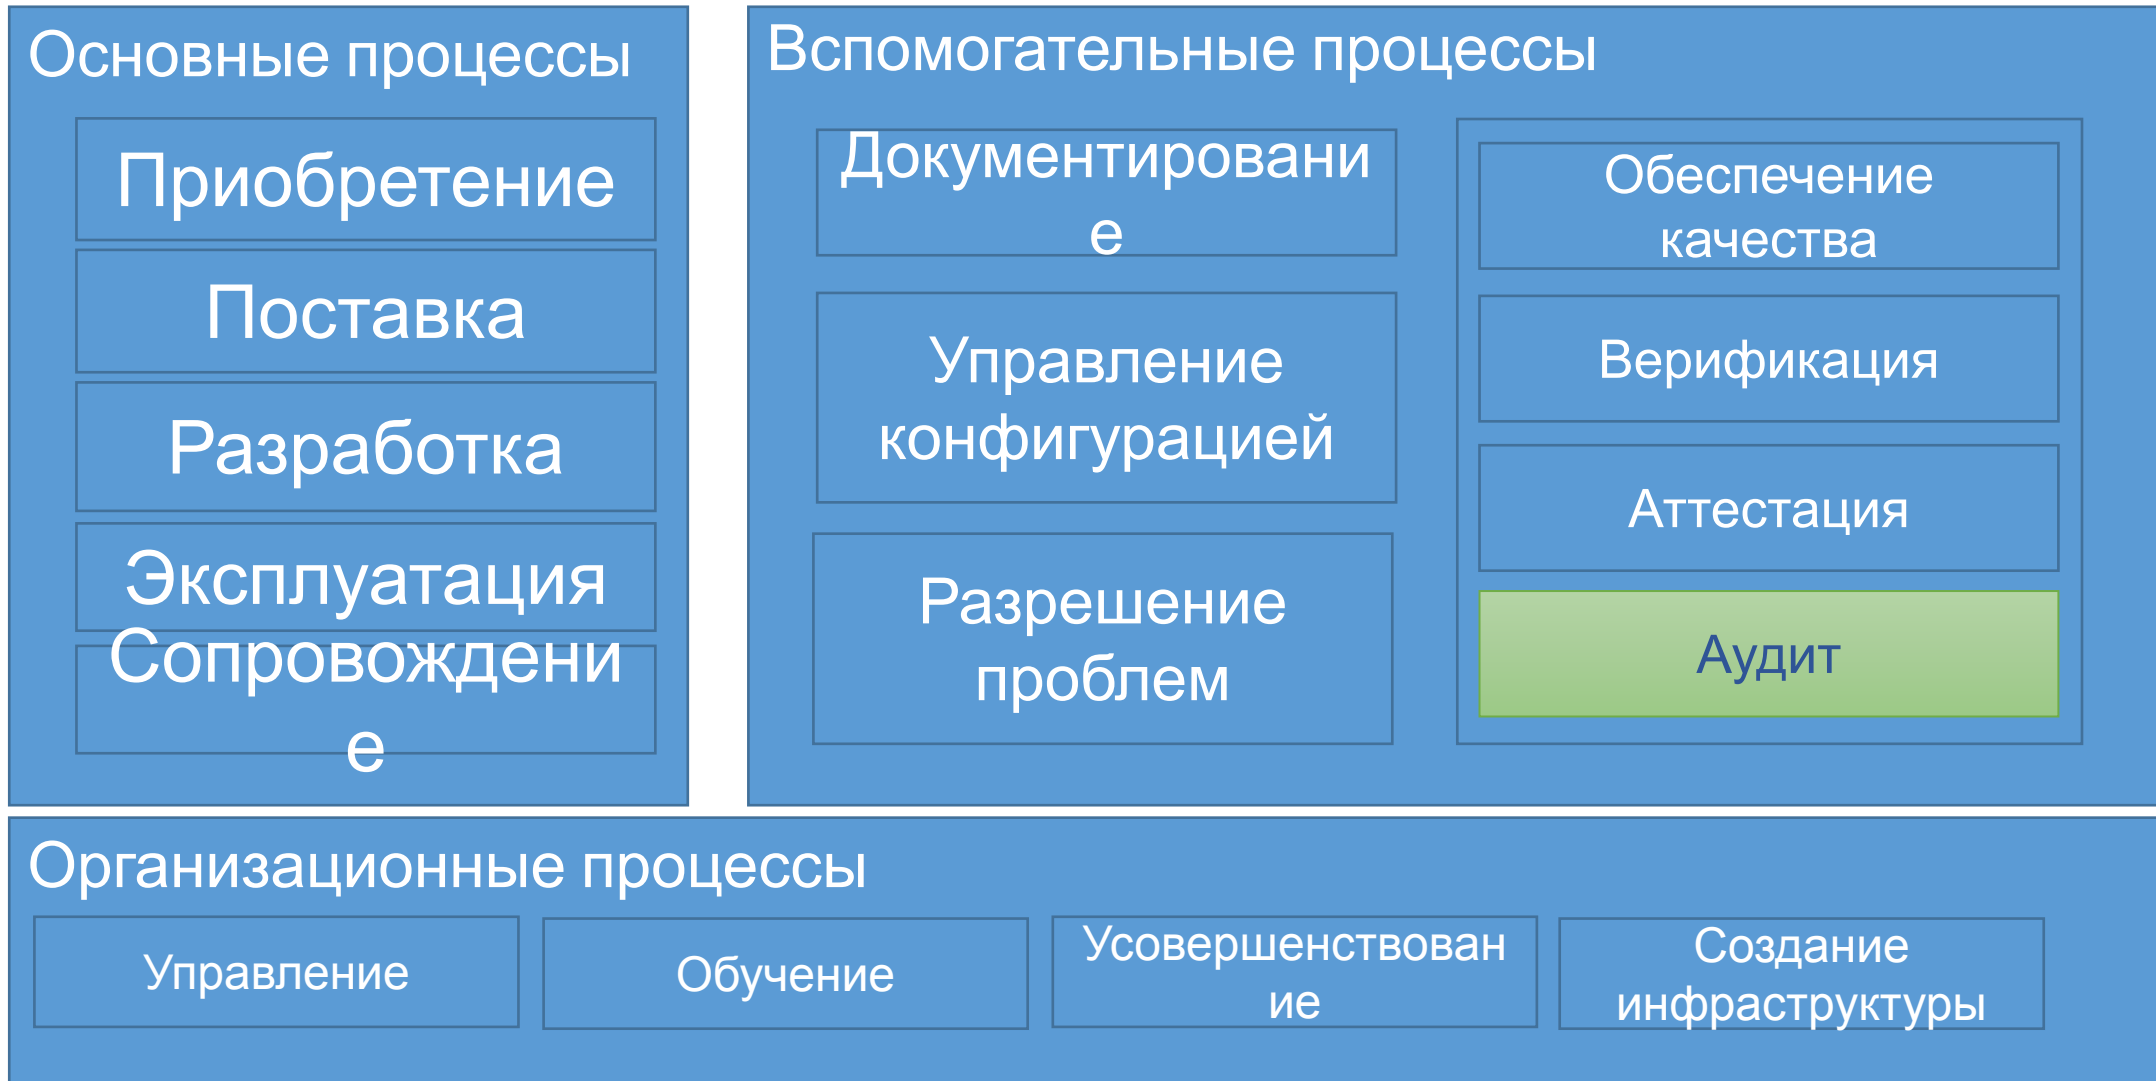 Основные процессы
Приобретение
Поставка
Разработка
Эксплуатация
Сопровождени
е
Вспомогательные процессы
Документировани
е
Управление
конфигурацией
Разрешение
проблем
Обеспечение
качества
Верификация
Аттестация
Аудит
Организационные процессы
Управление
Обучение
Усовершенствован
ие
Создание
инфраструктуры